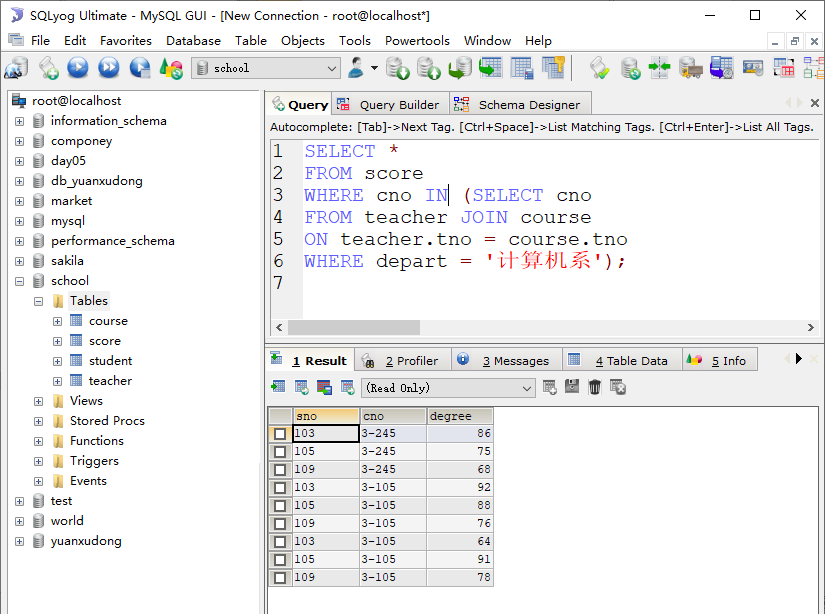 SQLyog Ultimate - MySQL GUI - [New Connection - root@localhost*]
File Edit Favorites Database Table Objects Tools Powertools Window Help
school
root@localhost
information_schema
componey
day05
db_yuanxudong
market
mysql
performance_schema
sakila
school
Tables
course
score
student
teacher
Views
Stored Procs
Functions
Triggers
Events
test
world
yuanxudong
Query Query Builder Schema Designer
Autocomplete: [Tab]->Next Tag. [Ctrl+Space]->List Matching Tags. [Ctrl+Enter]->List All Tags.
1 SELECT *
2 FROM score
3 WHERE cno IN (SELECT cno
4 FROM teacher JOIN course
5 ON teacher.tno = course.tno
6 WHERE depart = '计算机系');
7
1 Result 2 Profiler 3 Messages 4 Table Data 5 Info
(Read Only)
sno cno degree
103 3-245 86
105 3-245 75
109 3-245 68
103 3-105 92
105 3-105 88
109 3-105 76
103 3-105 64
105 3-105 91
109 3-105 78